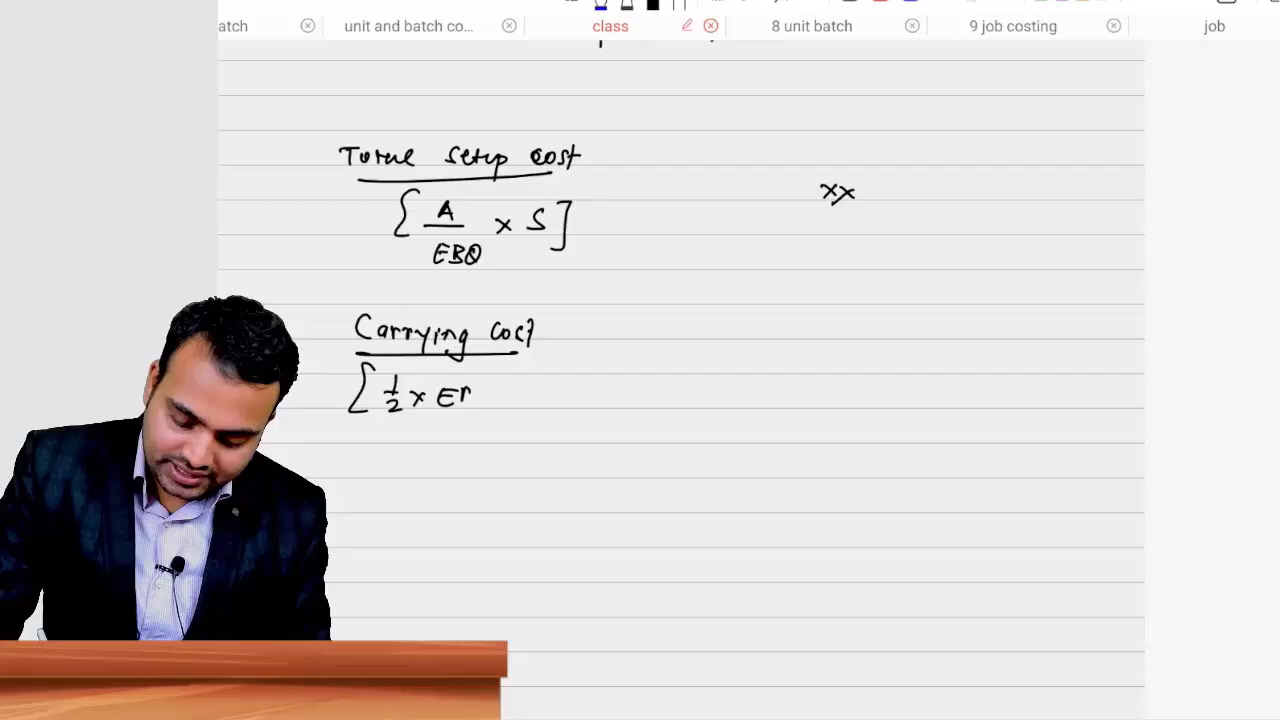 atch unit and batch co... class 8 unit batch 9 job costing job
Total setup cost
[ A / EBQ × S ] xx
Carrying cost
[ 1/2 × E